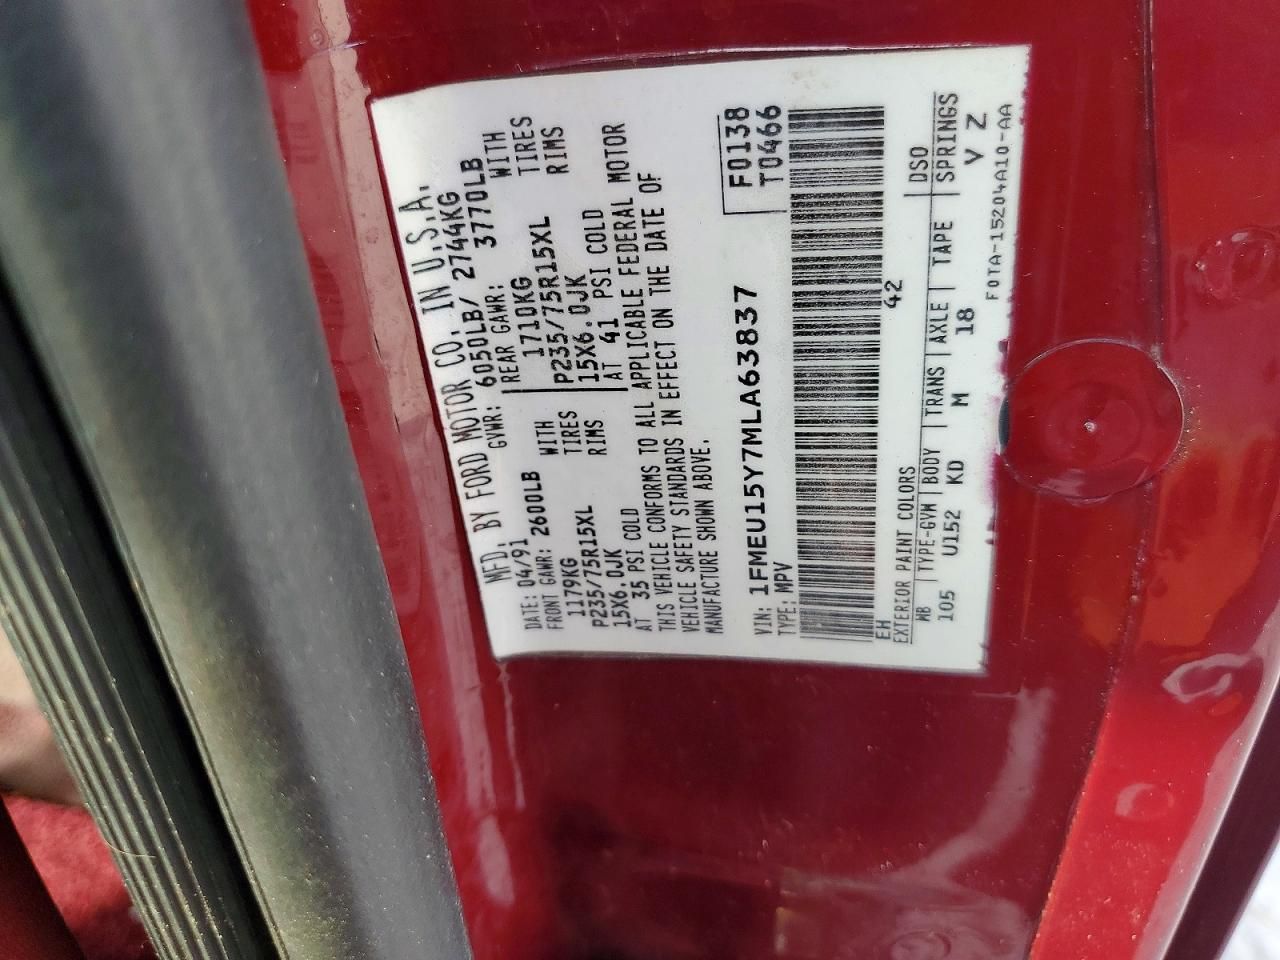 MFD. BY FORD MOTOR CO. IN U.S.A.
DATE: 04/91 GVWR: 6050LB/ 2744KG
FRONT GAWR: 2600LB REAR GAWR: 3770LB
1179KG WITH 1710KG WITH
P235/75R15XL TIRES P235/75R15XL TIRES
15X6.0JK RIMS 15X6.0JK RIMS
AT 35 PSI COLD AT 41 PSI COLD
THIS VEHICLE CONFORMS TO ALL APPLICABLE FEDERAL MOTOR
VEHICLE SAFETY STANDARDS IN EFFECT ON THE DATE OF
MANUFACTURE SHOWN ABOVE.
F0138
VIN: 1FMEU15Y7MLA63837 T0466
TYPE: MPV
EH 42
EXTERIOR PAINT COLORS DSO
WB TYPE-GVW BODY TRANS AXLE TAPE SPRINGS
105 U152 KD M 18 V Z
F0TA-15204A10-AA